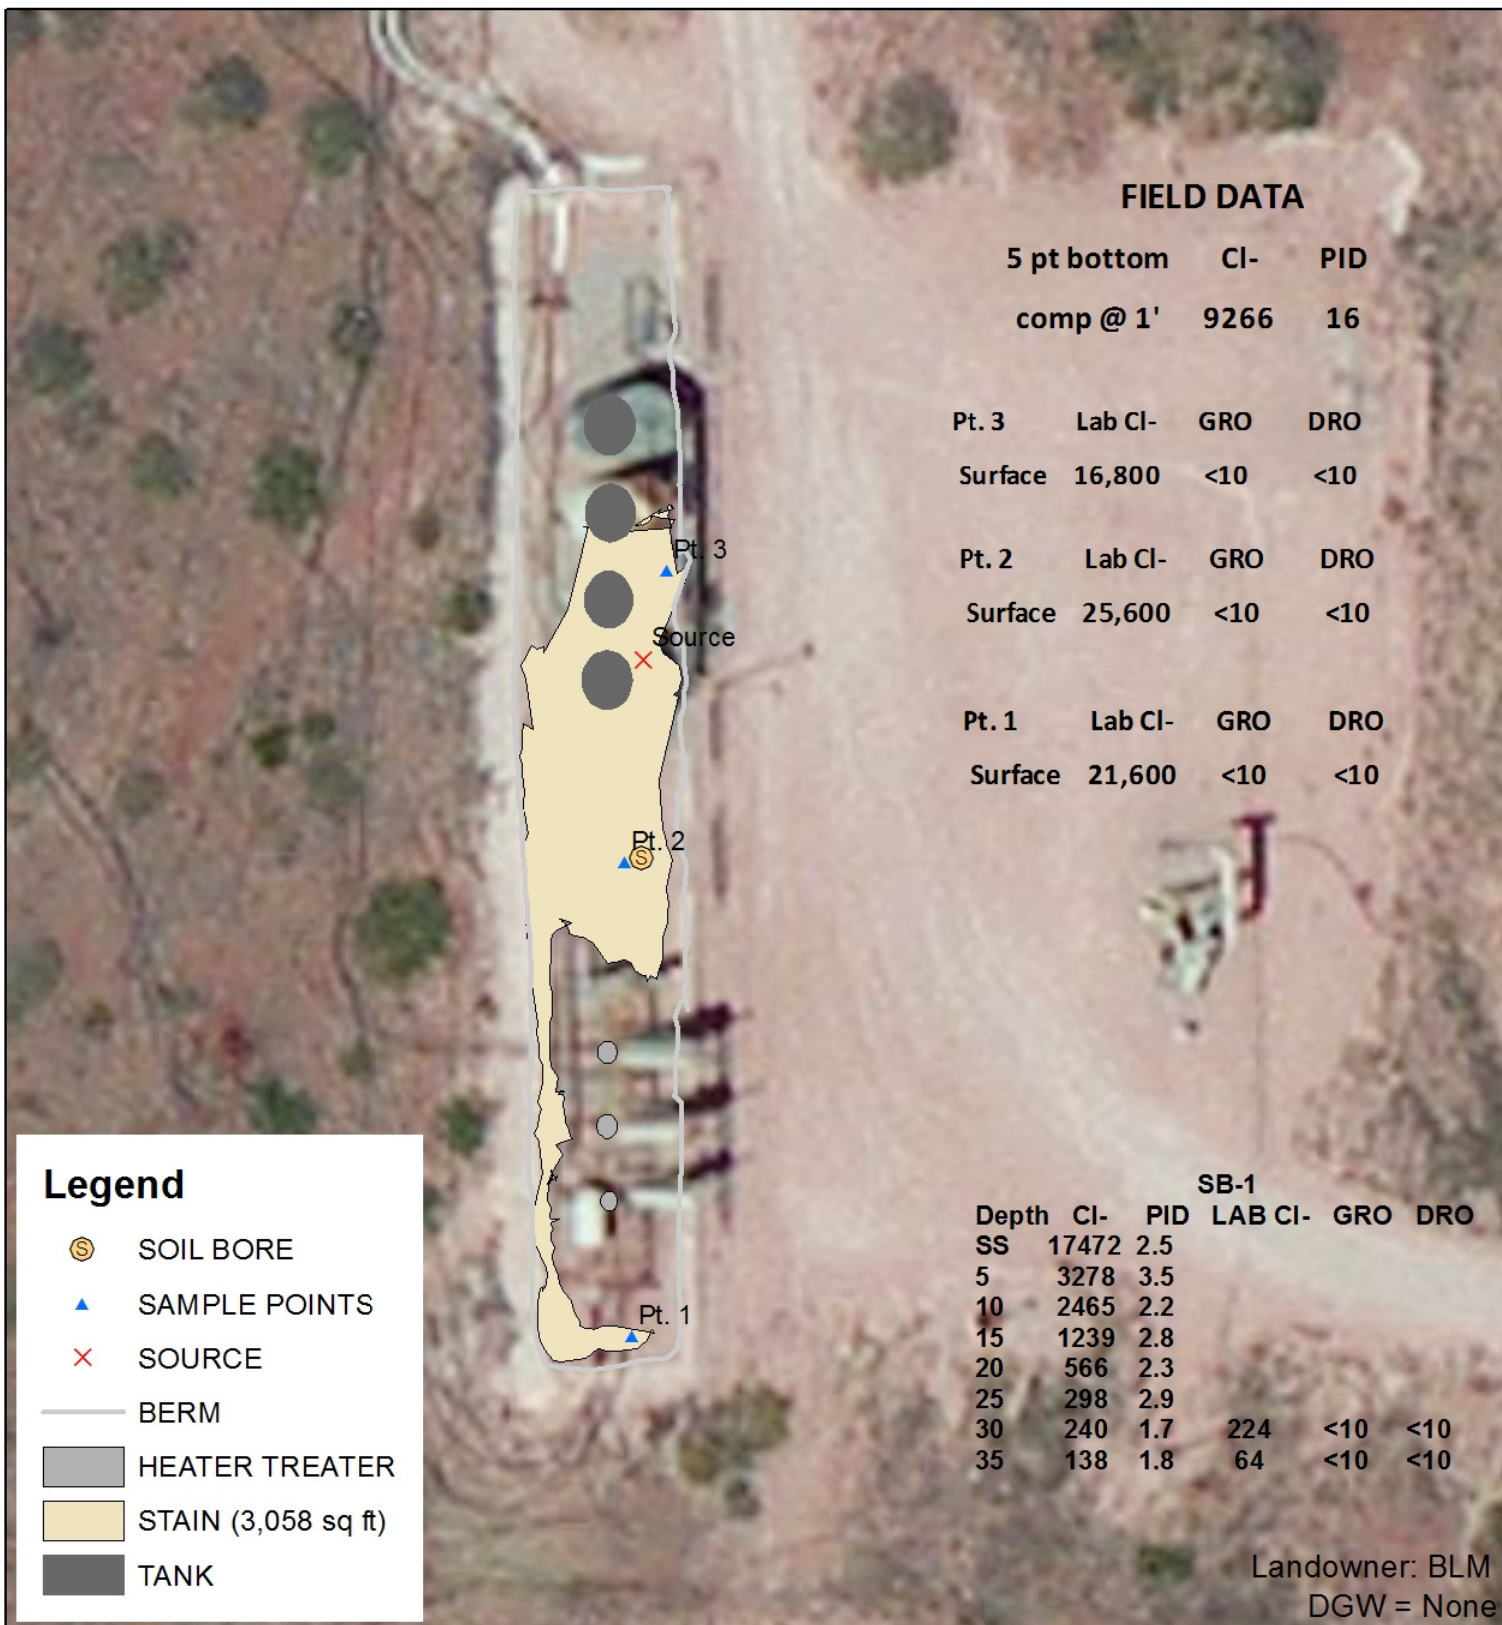 FIELD DATA
5 pt bottom Cl- PID
comp @ 1' 9266 16
Pt. 3 Lab Cl- GRO DRO
Surface 16,800 <10 <10
Pt. 2 Lab Cl- GRO DRO
Surface 25,600 <10 <10
Pt. 1 Lab Cl- GRO DRO
Surface 21,600 <10 <10
Pt. 3
Source
Pt. 2
S
Pt. 1
SB-1
Depth Cl- PID LAB Cl- GRO DRO
SS 17472 2.5
5 3278 3.5
10 2465 2.2
15 1239 2.8
20 566 2.3
25 298 2.9
30 240 1.7 224 <10 <10
35 138 1.8 64 <10 <10
Legend
S SOIL BORE
SAMPLE POINTS
SOURCE
BERM
HEATER TREATER
STAIN (3,058 sq ft)
TANK
Landowner: BLM
DGW = None